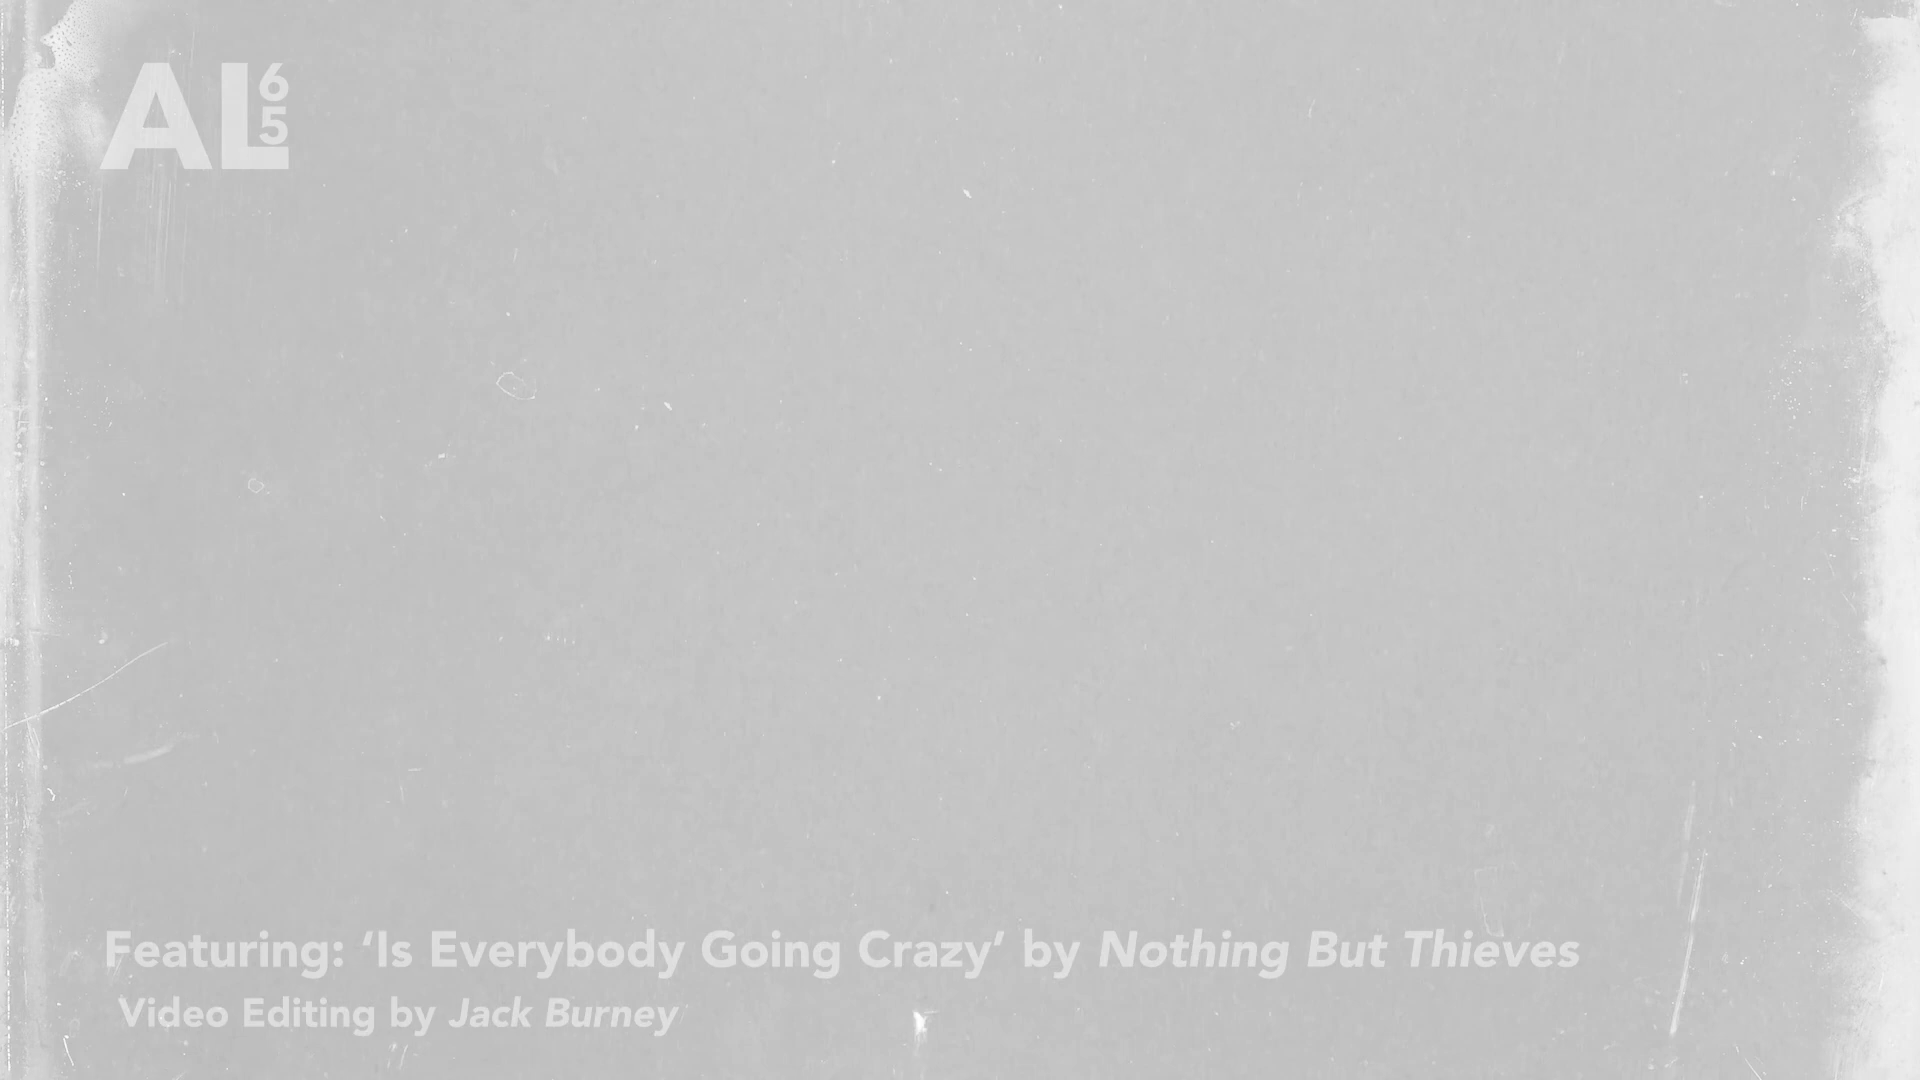 AL65
Featuring: ‘Is Everybody Going Crazy’ by Nothing But Thieves
Video Editing by Jack Burney